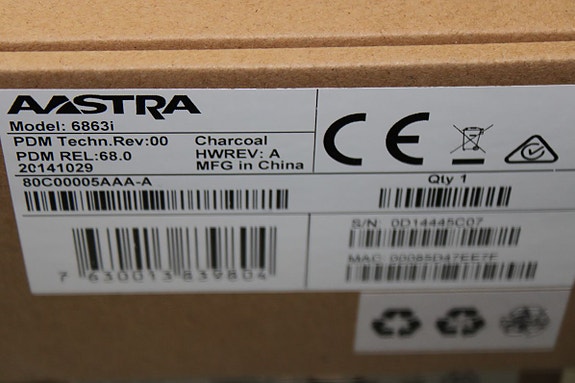 AASTRA
Model: 6863i
PDM Techn.Rev:00 Charcoal
PDM REL:68.0 HWREV: A
20141029 MFG in China
80C00005AAA-A Qty 1
S/N: 0D14445C07
7 630013 839804
MAC: 00085D47EE7F